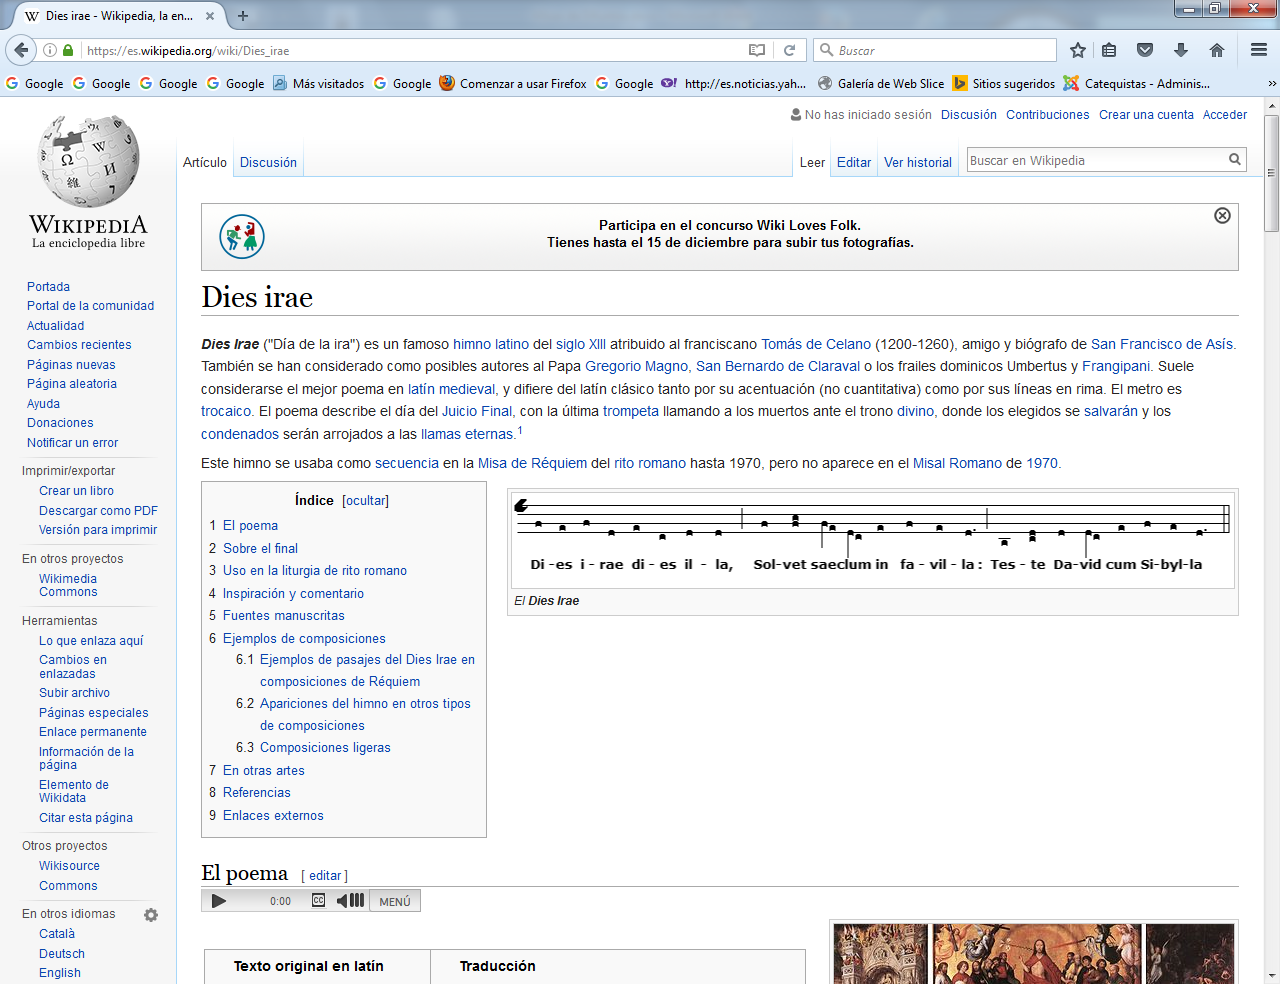 Dies irae - Wikipedia, la en...
https://es.wikipedia.org/wiki/Dies_irae
Buscar
Google Google Google Google Más visitados Google Comenzar a usar Firefox Google http://es.noticias.yah... Galería de Web Slice Sitios sugeridos Catequistas - Adminis...
No ha iniciado sesión Discusión Contribuciones Crear una cuenta Acceder
Artículo Discusión Leer Editar Ver historial Buscar en Wikipedia
WIKIPEDIA
La enciclopedia libre
Portada
Portal de la comunidad
Actualidad
Cambios recientes
Páginas nuevas
Página aleatoria
Ayuda
Donaciones
Notificar un error
Imprimir/exportar
Crear un libro
Descargar como PDF
Versión para imprimir
En otros proyectos
Wikimedia
Commons
Herramientas
Lo que enlaza aquí
Cambios en
enlazadas
Subir archivo
Páginas especiales
Enlace permanente
Información de la
página
Elemento de
Wikidata
Citar esta página
Otros proyectos
Wikisource
Commons
En otros idiomas
Català
Deutsch
English
Participa en el concurso Wiki Loves Folk.
Tienes hasta el 15 de diciembre para subir tus fotografías.
Dies irae
Dies Irae ("Día de la ira") es un famoso himno latino del siglo XIII atribuido al franciscano Tomás de Celano (1200-1260), amigo y biógrafo de San Francisco de Asís.
También se han considerado como posibles autores al Papa Gregorio Magno, San Bernardo de Claraval o los frailes dominicos Umbertus y Frangipani. Suele
considerarse el mejor poema en latín medieval, y difiere del latín clásico tanto por su acentuación (no cuantitativa) como por sus líneas en rima. El metro es
trocaico. El poema describe el día del Juicio Final, con la última trompeta llamando a los muertos ante el trono divino, donde los elegidos se salvarán y los
condenados serán arrojados a las llamas eternas.1
Este himno se usaba como secuencia en la Misa de Réquiem del rito romano hasta 1970, pero no aparece en el Misal Romano de 1970.
Índice [ocultar]
1 El poema
2 Sobre el final
3 Uso en la liturgia de rito romano
4 Inspiración y comentario
5 Fuentes manuscritas
6 Ejemplos de composiciones
6.1 Ejemplos de pasajes del Dies Irae en
composiciones de Réquiem
6.2 Apariciones del himno en otros tipos
de composiciones
6.3 Composiciones ligeras
7 En otras artes
8 Referencias
9 Enlaces externos
Di -es i - rae di - es il - la, Sol-vet saeclum in fa - vil - la: Tes - te Da-vid cum Si-byl-la
El Dies Irae
El poema [ editar ]
0:00 CC MENÚ
Texto original en latín Traducción